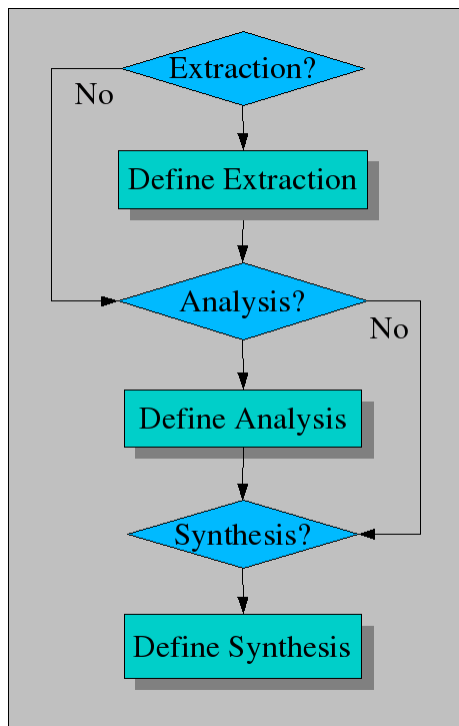 Extraction?
No
Define Extraction
Analysis?
No
Define Analysis
Synthesis?
Define Synthesis